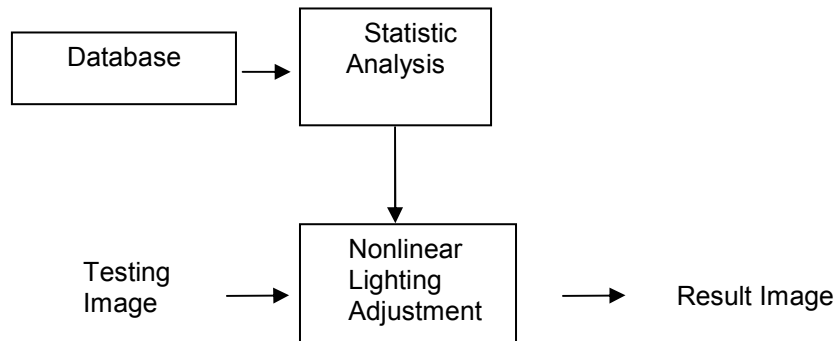 Database
Statistic
Analysis
Testing
Image
Nonlinear
Lighting
Adjustment
Result Image